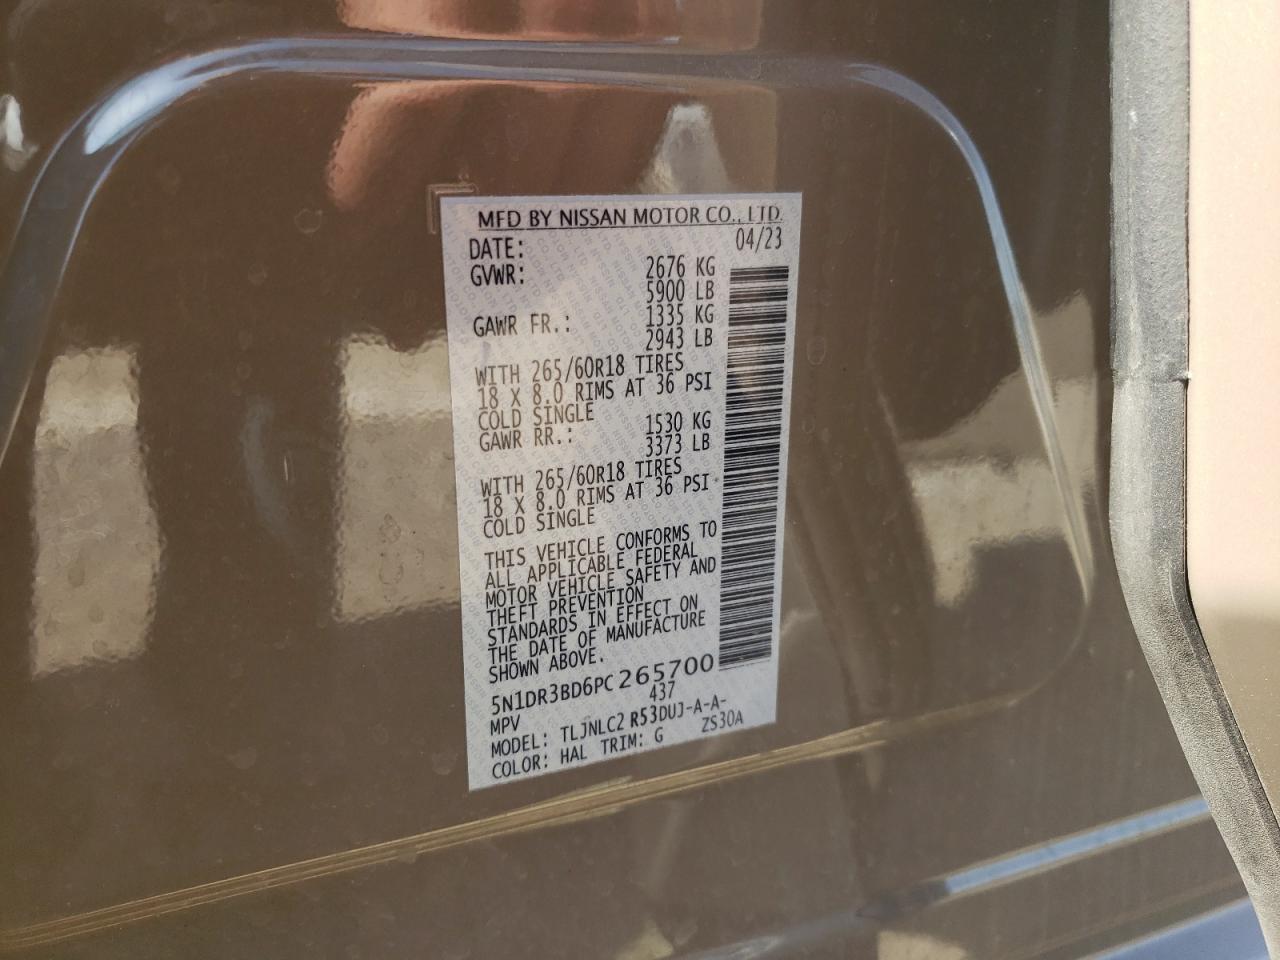 MFD BY NISSAN MOTOR CO., LTD.
DATE: 04/23
GVWR: 2676 KG
5900 LB
GAWR FR.: 1335 KG
2943 LB
WITH 265/60R18 TIRES
18 X 8.0 RIMS AT 36 PSI
COLD SINGLE
GAWR RR.: 1530 KG
3373 LB
WITH 265/60R18 TIRES
18 X 8.0 RIMS AT 36 PSI
COLD SINGLE
THIS VEHICLE CONFORMS TO
ALL APPLICABLE FEDERAL
MOTOR VEHICLE SAFETY AND
THEFT PREVENTION
STANDARDS IN EFFECT ON
THE DATE OF MANUFACTURE
SHOWN ABOVE.
5N1DR3BD6PC265700
MPV 437
MODEL: TLJNLC2 R53DUJ-A-A-
COLOR: HAL TRIM: G ZS30A